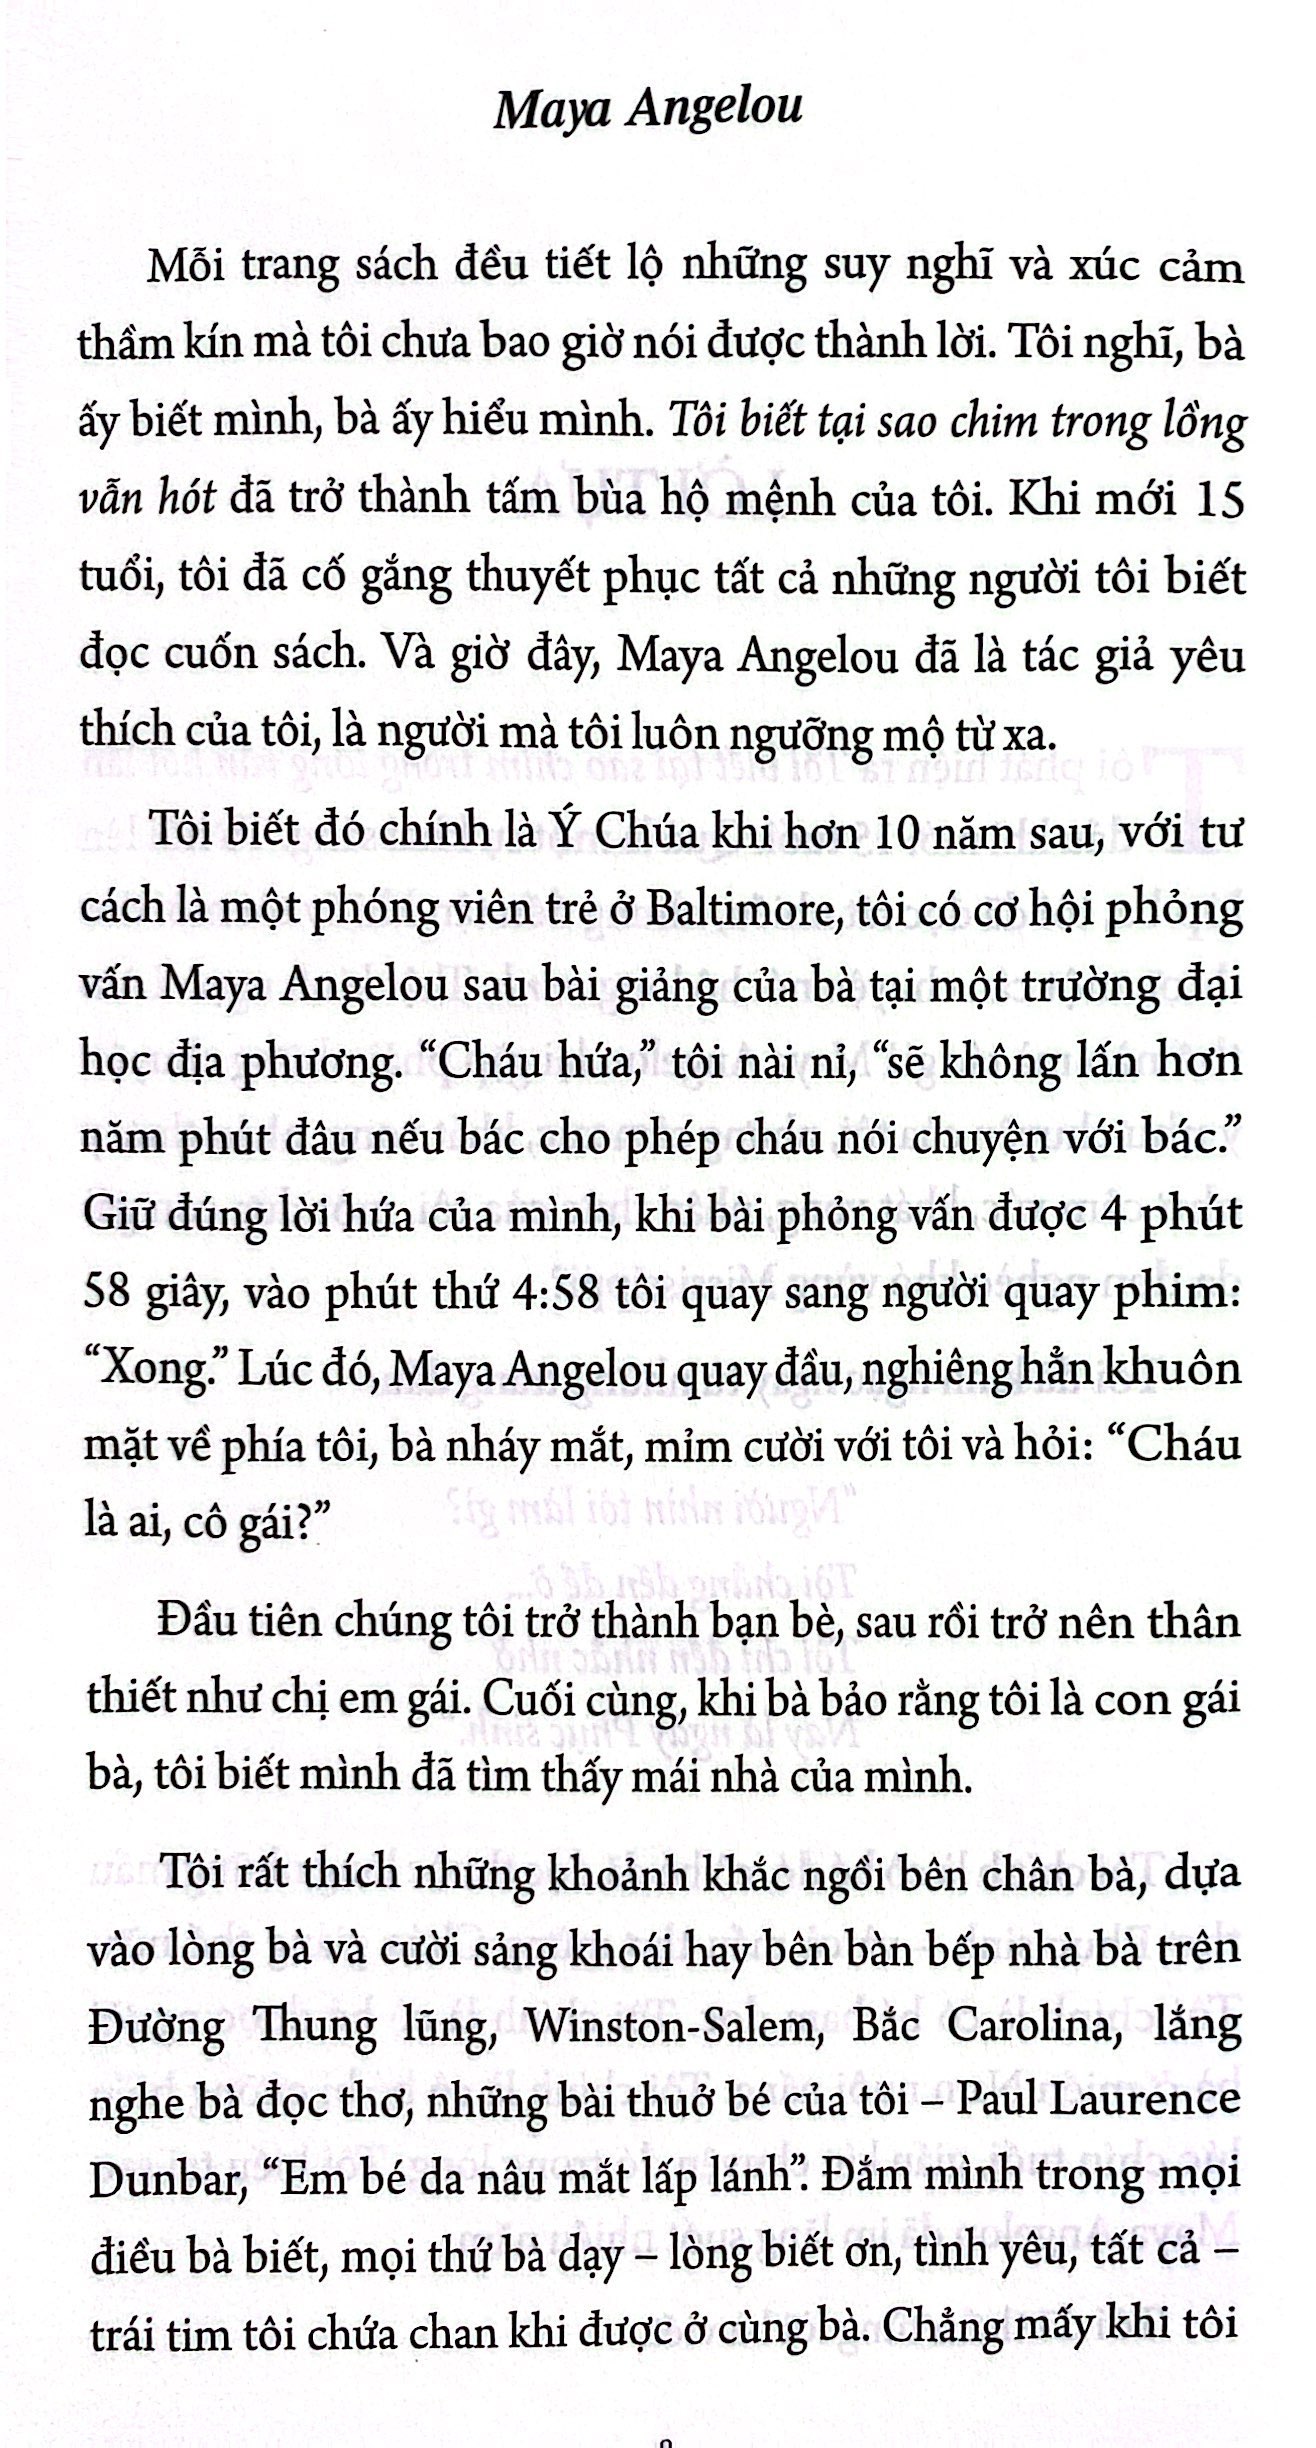 Maya Angelou
Mỗi trang sách đều tiết lộ những suy nghĩ và xúc cảm
thầm kín mà tôi chưa bao giờ nói được thành lời. Tôi nghĩ, bà
ấy biết mình, bà ấy hiểu mình. Tôi biết tại sao chim trong lồng
vẫn hót đã trở thành tấm bùa hộ mệnh của tôi. Khi mới 15
tuổi, tôi đã cố gắng thuyết phục tất cả những người tôi biết
đọc cuốn sách. Và giờ đây, Maya Angelou đã là tác giả yêu
thích của tôi, là người mà tôi luôn ngưỡng mộ từ xa.
Tôi biết đó chính là Ý Chúa khi hơn 10 năm sau, với tư
cách là một phóng viên trẻ ở Baltimore, tôi có cơ hội phỏng
vấn Maya Angelou sau bài giảng của bà tại một trường đại
học địa phương. “Cháu hứa,” tôi nài nỉ, “sẽ không lấn hơn
năm phút đâu nếu bác cho phép cháu nói chuyện với bác.”
Giữ đúng lời hứa của mình, khi bài phỏng vấn được 4 phút
58 giây, vào phút thứ 4:58 tôi quay sang người quay phim:
“Xong.” Lúc đó, Maya Angelou quay đầu, nghiêng hẳn khuôn
mặt về phía tôi, bà nháy mắt, mỉm cười với tôi và hỏi: “Cháu
là ai, cô gái?”
Đầu tiên chúng tôi trở thành bạn bè, sau rồi trở nên thân
thiết như chị em gái. Cuối cùng, khi bà bảo rằng tôi là con gái
bà, tôi biết mình đã tìm thấy mái nhà của mình.
Tôi rất thích những khoảnh khắc ngồi bên chân bà, dựa
vào lòng bà và cười sảng khoái hay bên bàn bếp nhà bà trên
Đường Thung lũng, Winston-Salem, Bắc Carolina, lắng
nghe bà đọc thơ, những bài thuở bé của tôi – Paul Laurence
Dunbar, “Em bé da nâu mắt lấp lánh”. Đắm mình trong mọi
điều bà biết, mọi thứ bà dạy – lòng biết ơn, tình yêu, tất cả –
trái tim tôi chứa chan khi được ở cùng bà. Chẳng mấy khi tôi